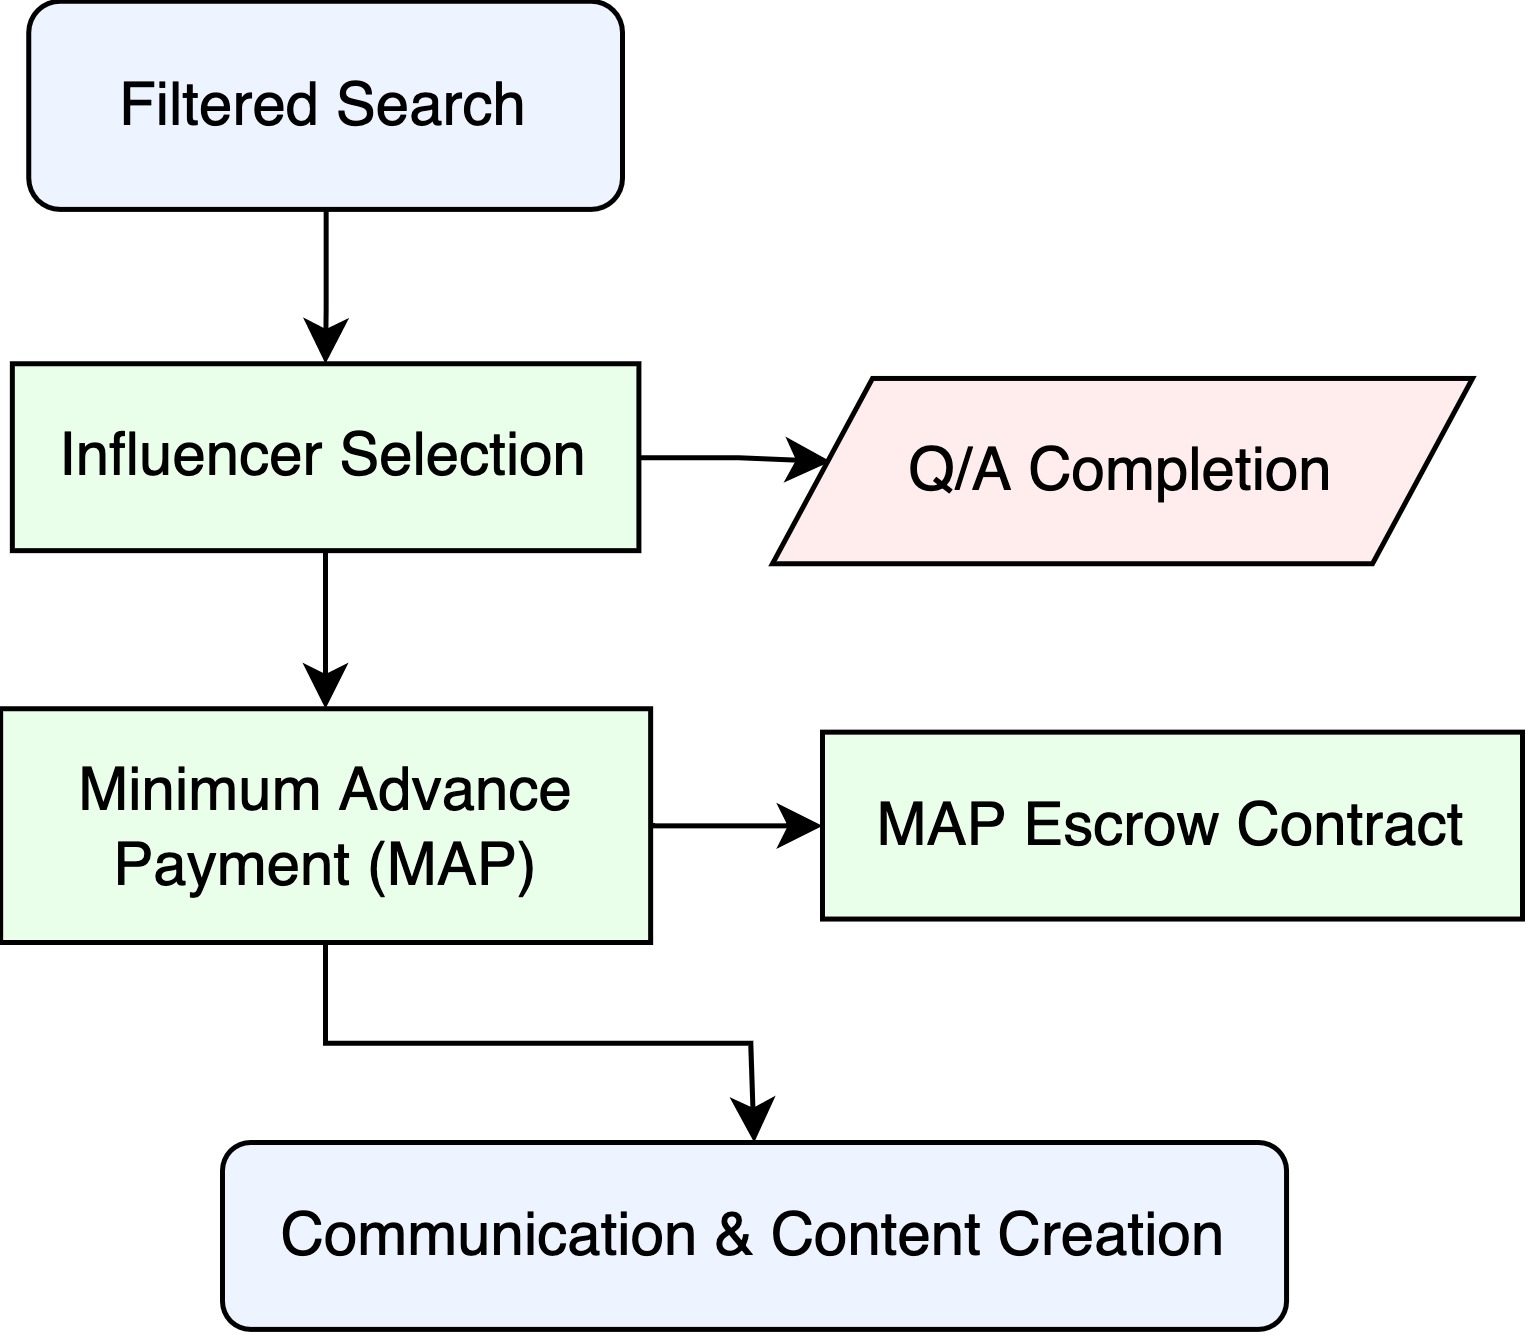 Filtered Search
Influencer Selection
Q/A Completion
Minimum Advance
Payment (MAP)
MAP Escrow Contract
Communication & Content Creation